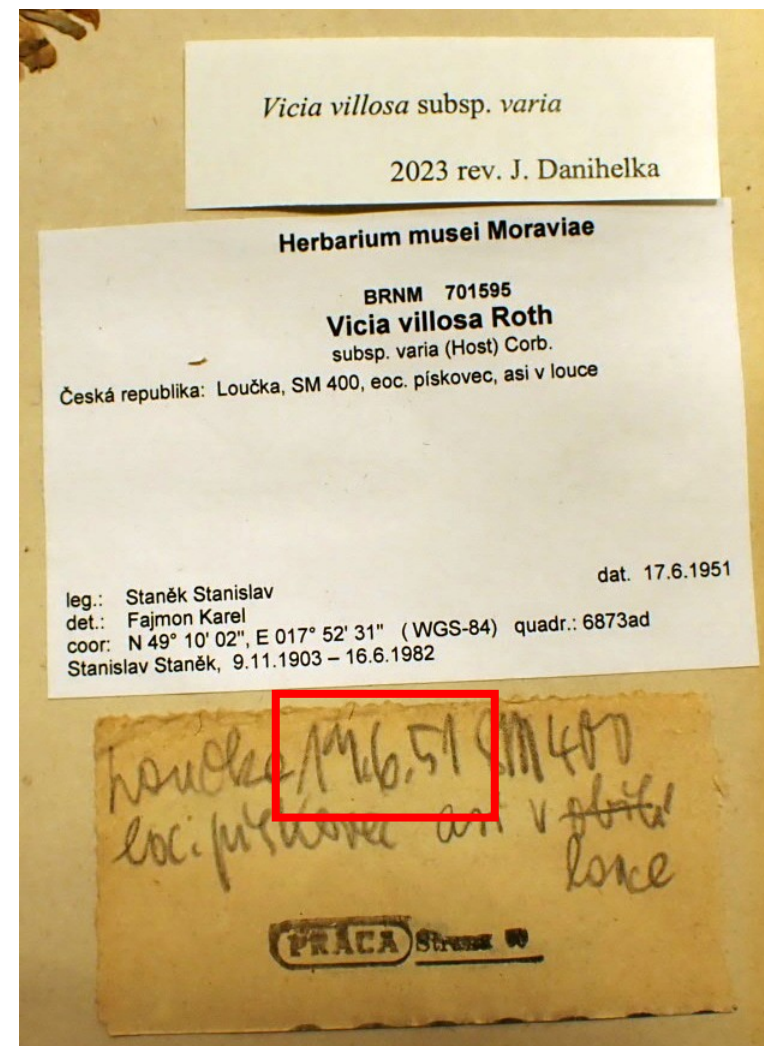 Vicia villosa subsp. varia
2023 rev. J. Danihelka
Herbarium musei Moraviae
BRNM 701595
Vicia villosa Roth
subsp. varia (Host) Corb.
Česká republika: Loučka, SM 400, eoc. pískovec, asi v louce
dat. 17.6.1951
leg.: Staněk Stanislav
det.: Fajmon Karel
coor: N 49° 10' 02", E 017° 52' 31" (WGS-84) quadr.: 6873ad
Stanislav Staněk, 9.11.1903 – 16.6.1982
Loučka 17.6.51 SM 400
eoc. pískovec asi v obilí
louce
PRÁCA Strana